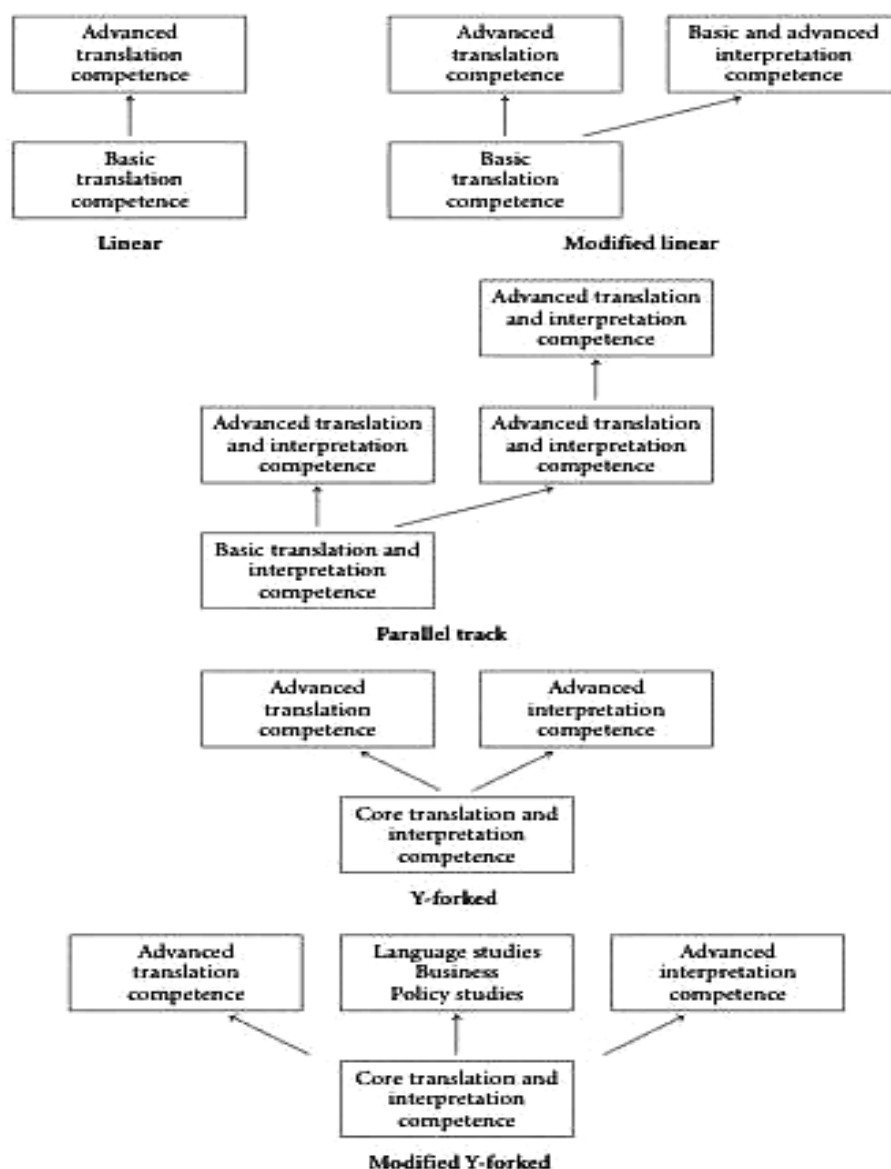 Advanced
translation
competence
Basic
translation
competence
Linear
Advanced
translation
competence
Basic and advanced
interpretation
competence
Basic
translation
competence
Modified linear
Advanced translation
and interpretation
competence
Advanced translation
and interpretation
competence
Advanced translation
and interpretation
competence
Basic translation and
interpretation
competence
Parallel track
Advanced
translation
competence
Advanced
interpretation
competence
Core translation and
interpretation
competence
Y-forked
Advanced
translation
competence
Language studies
Business
Policy studies
Advanced
interpretation
competence
Core translation and
interpretation
competence
Modified Y-forked